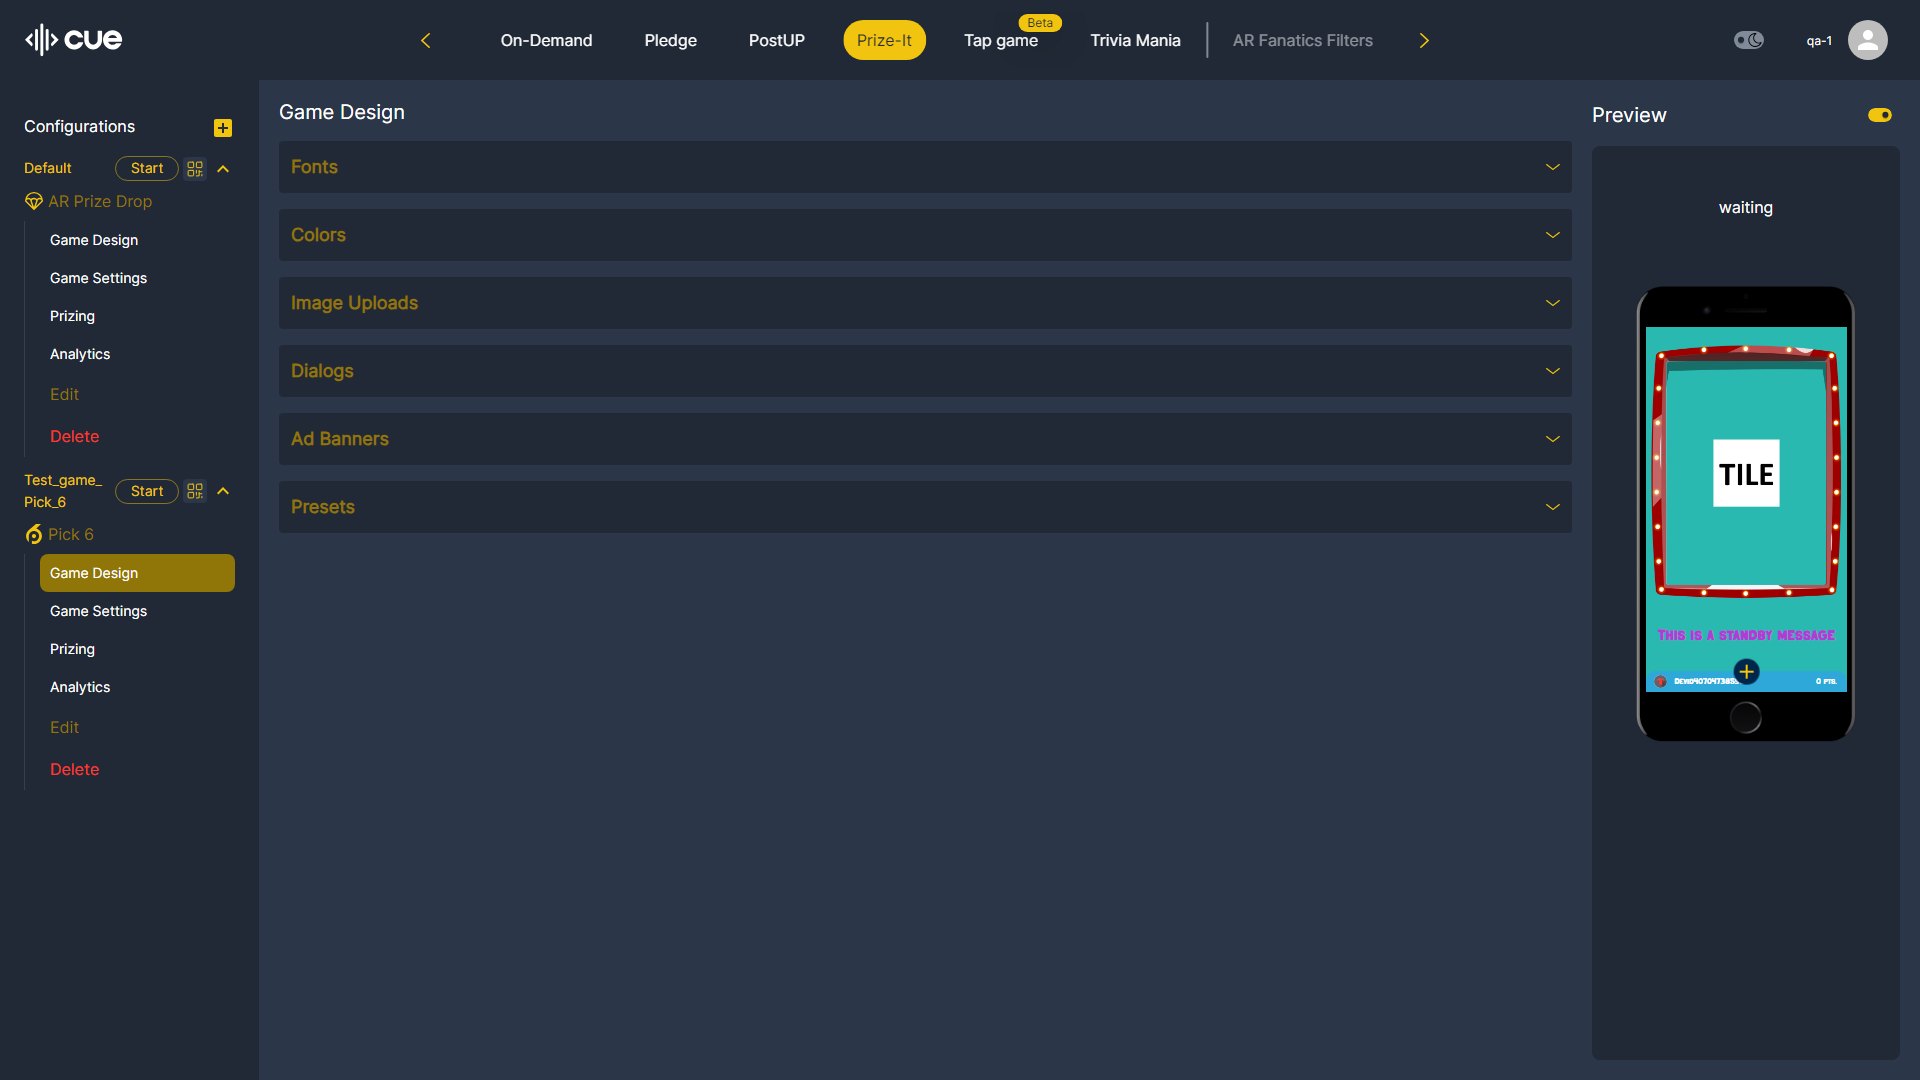 cue
On-Demand
Pledge
PostUP
Prize-It
Tap game
Beta
Trivia Mania
AR Fanatics Filters
qa-1
Configurations
Default
Start
AR Prize Drop
Game Design
Game Settings
Prizing
Analytics
Edit
Delete
Test_game_
Pick_6
Start
Pick 6
Game Design
Game Settings
Prizing
Analytics
Edit
Delete
Game Design
Fonts
Colors
Image Uploads
Dialogs
Ad Banners
Presets
Preview
waiting
TILE
THIS IS A STANDBY MESSAGE
0 PTS.